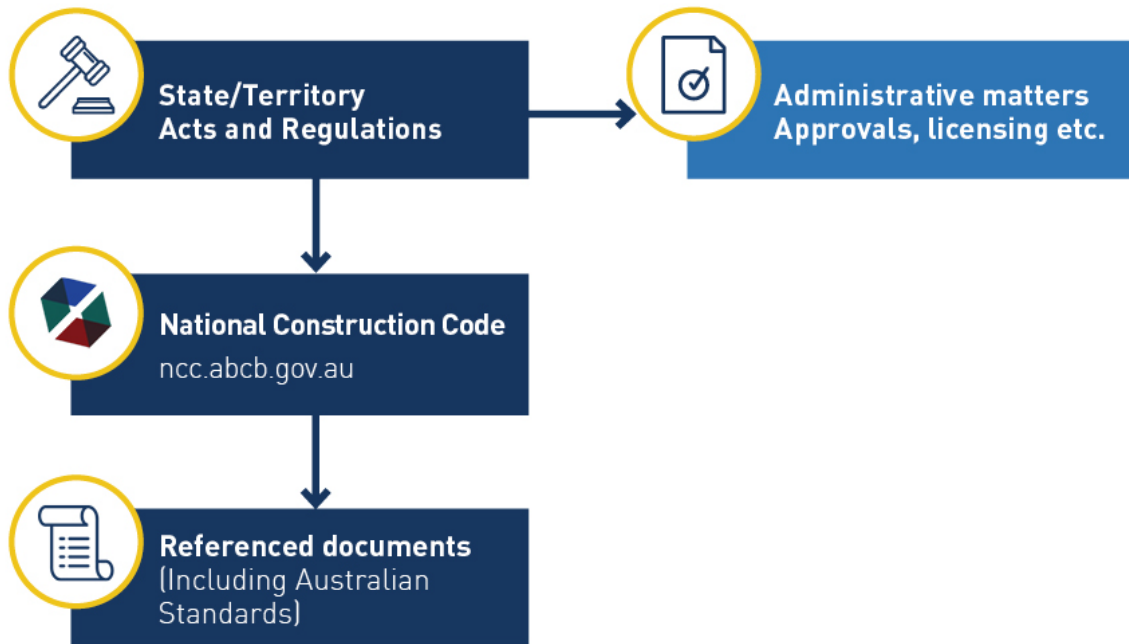 State/Territory
Acts and Regulations
Administrative matters
Approvals, licensing etc.
National Construction Code
ncc.abcb.gov.au
Referenced documents
(Including Australian
Standards)